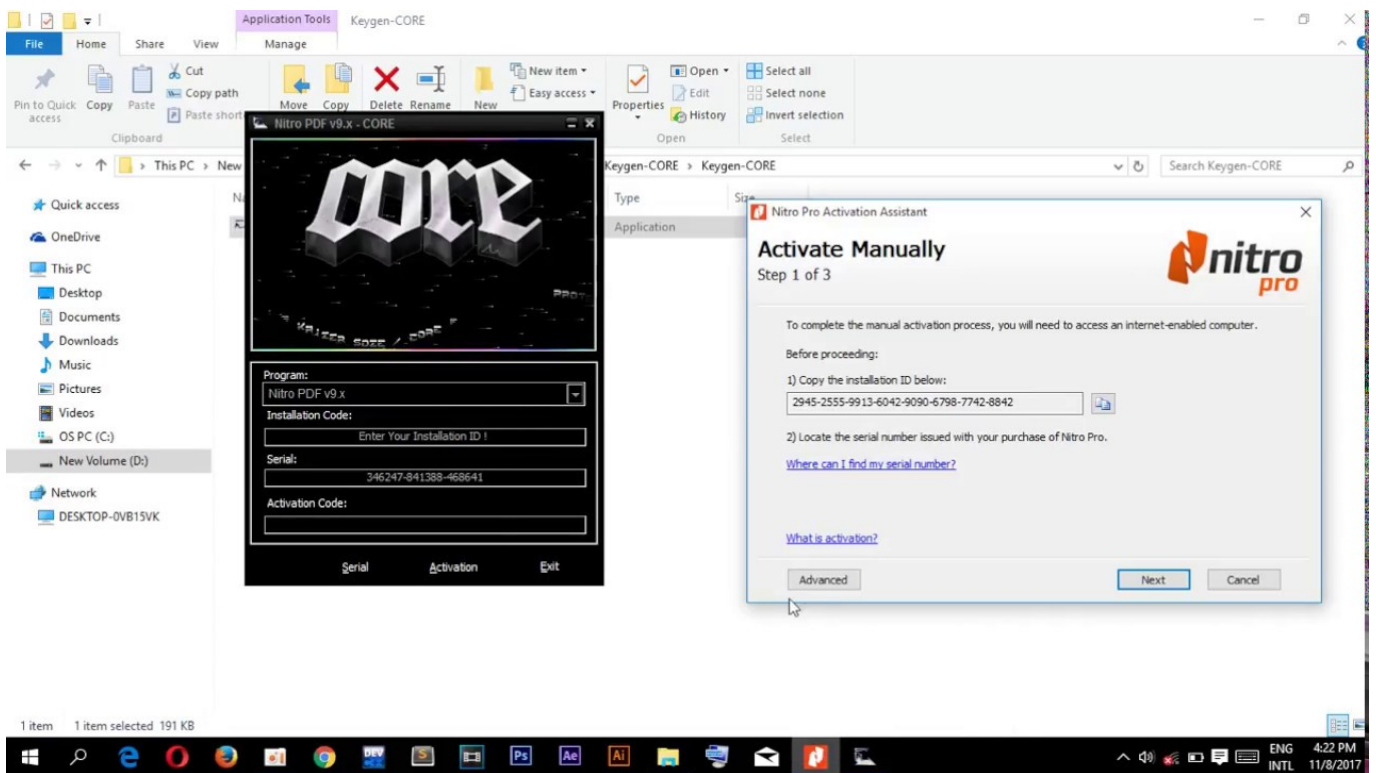 Application Tools
Keygen-CORE
File
Home
Share
View
Manage
Pin to Quick access
Copy
Paste
Cut
Copy path
Paste short
Move
Copy
Delete
Rename
New
New item
Easy access
Properties
Open
Edit
History
Select all
Select none
Invert selection
Clipboard
Open
Select
This PC > New
Keygen-CORE > Keygen-CORE
Search Keygen-CORE
Type
Application
Quick access
OneDrive
This PC
Desktop
Documents
Downloads
Music
Pictures
Videos
OS PC (C:)
New Volume (D:)
Network
DESKTOP-0VB15VK
Nitro PDF v9.x - CORE
core
Program:
Nitro PDF v9.x
Installation Code:
Enter Your Installation ID !
Serial:
346247-841388-468641
Activation Code:
Serial
Activation
Exit
Nitro Pro Activation Assistant
Activate Manually
Step 1 of 3
nitro
pro
To complete the manual activation process, you will need to access an internet-enabled computer.
Before proceeding:
1) Copy the installation ID below:
2945-2555-9913-6042-9090-6798-7742-8842
2) Locate the serial number issued with your purchase of Nitro Pro.
Where can I find my serial number?
What is activation?
Advanced
Next
Cancel
1 item
1 item selected 191 KB
DEV
Ps
Ae
Ai
ENG
INTL
4:22 PM
11/8/2017